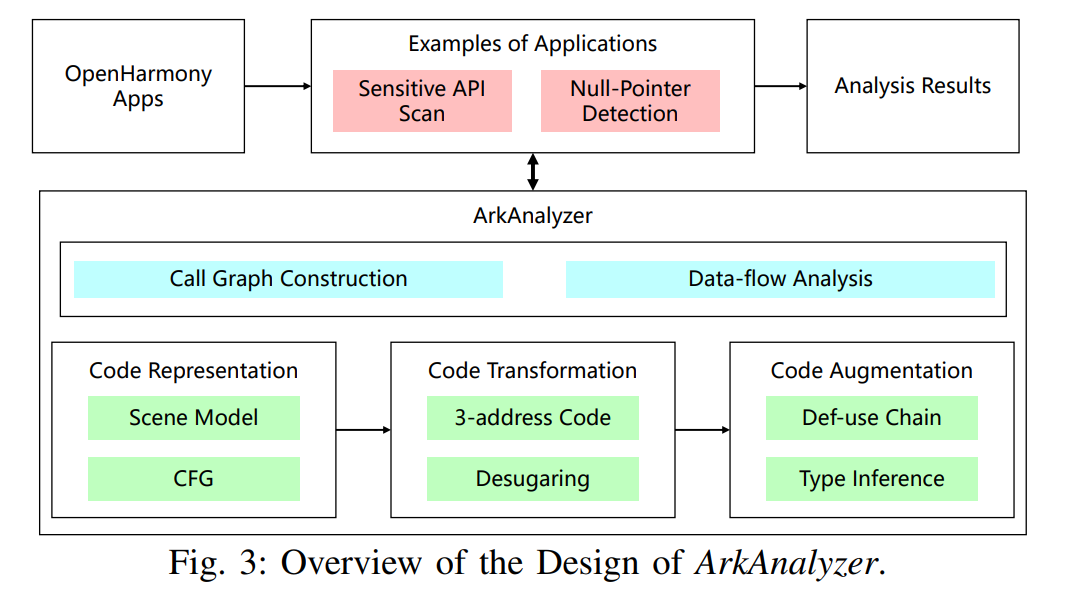 OpenHarmony
Apps
Examples of Applications
Sensitive API
Scan
Null-Pointer
Detection
Analysis Results
ArkAnalyzer
Call Graph Construction
Data-flow Analysis
Code Representation
Scene Model
CFG
Code Transformation
3-address Code
Desugaring
Code Augmentation
Def-use Chain
Type Inference
Fig. 3: Overview of the Design of ArkAnalyzer.